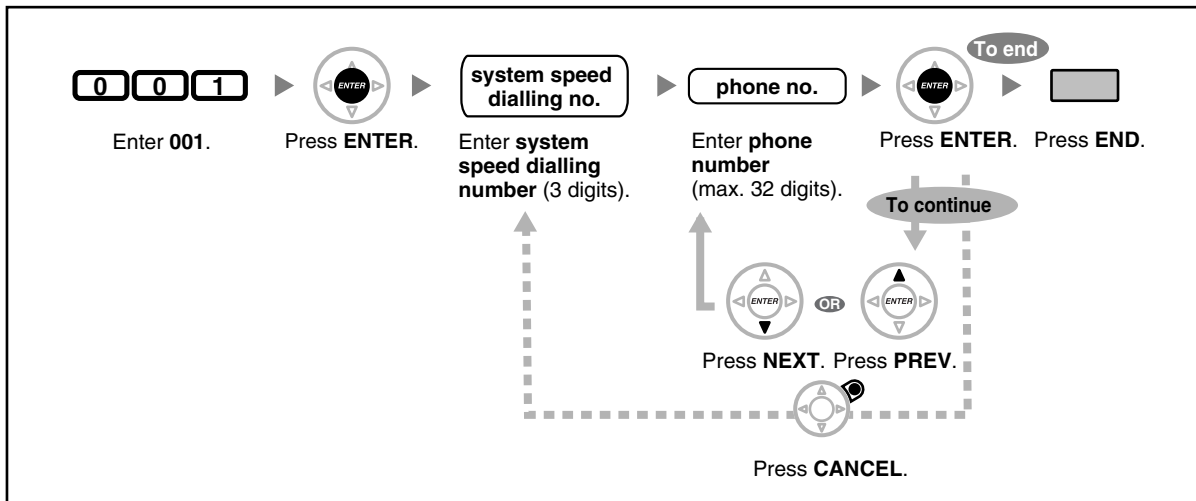 To end
0 0 1
ENTER
system speed
dialling no.
phone no.
ENTER
Enter 001.
Press ENTER.
Enter system
speed dialling
number (3 digits).
Enter phone
number
(max. 32 digits).
Press ENTER.
Press END.
To continue
ENTER
OR
ENTER
Press NEXT.
Press PREV.
Press CANCEL.